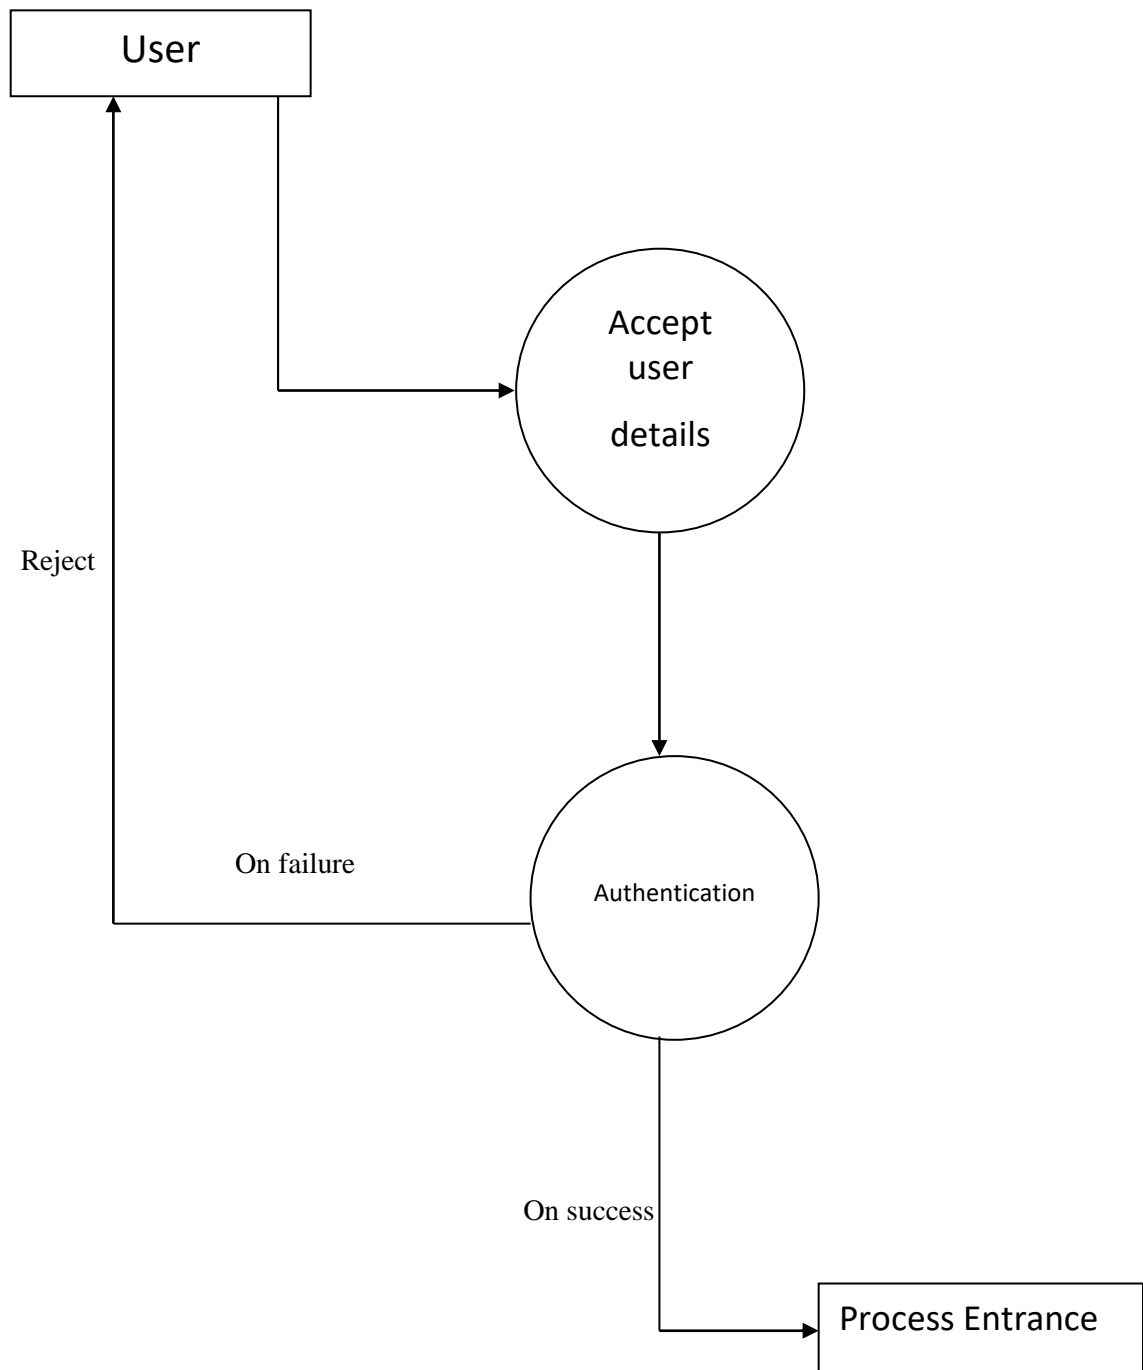 User
Accept
user
details
Reject
On failure
Authentication
On success
Process Entrance